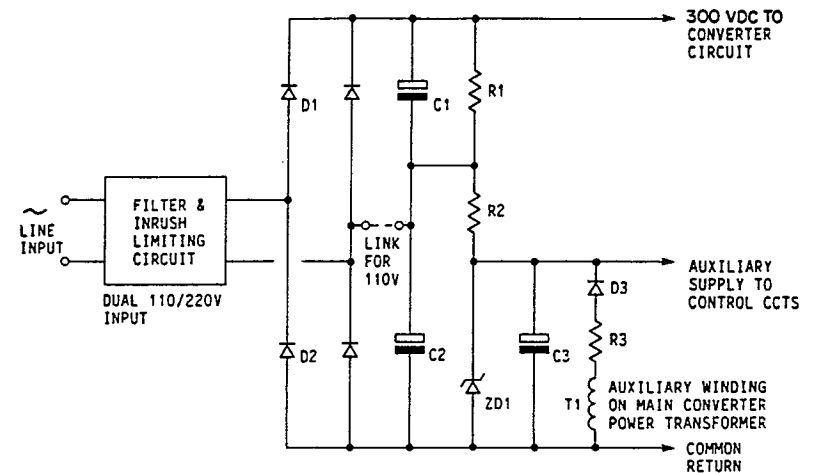 300 VDC TO
CONVERTER
CIRCUIT
D1
C1
R1
FILTER &
INRUSH
LIMITING
CIRCUIT
~
LINE
INPUT
DUAL 110/220V
INPUT
LINK
FOR
110V
R2
AUXILIARY
SUPPLY TO
CONTROL CCTS
D3
R3
D2
C2
ZD1
C3
T1
AUXILIARY WINDING
ON MAIN CONVERTER
POWER TRANSFORMER
COMMON
RETURN